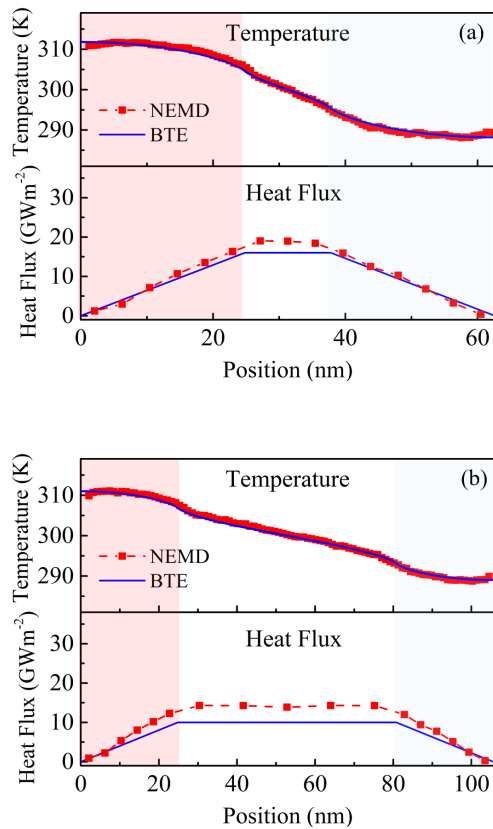 Temperature (a)
310
300
290
Temperature (K)
NEMD
BTE
Heat Flux
30
20
10
0
Heat Flux (GWm-2)
0 20 40 60
Position (nm)
Temperature (b)
310
300
290
Temperature (K)
NEMD
BTE
Heat Flux
30
20
10
0
Heat Flux (GWm-2)
0 20 40 60 80 100
Position (nm)